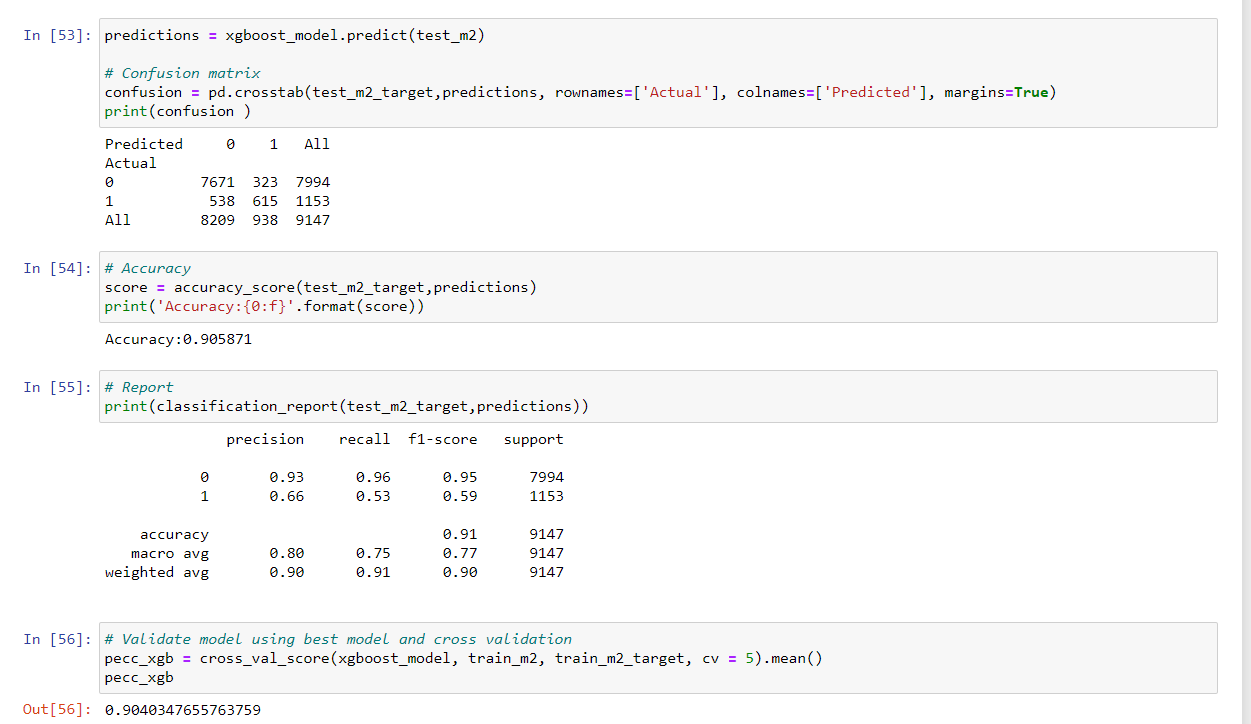 In [53]: predictions = xgboost_model.predict(test_m2)
# Confusion matrix
confusion = pd.crosstab(test_m2_target,predictions, rownames=['Actual'], colnames=['Predicted'], margins=True)
print(confusion )
Predicted 0 1 All
Actual
0 7671 323 7994
1 538 615 1153
All 8209 938 9147
In [54]: # Accuracy
score = accuracy_score(test_m2_target,predictions)
print('Accuracy:{0:f}'.format(score))
Accuracy:0.905871
In [55]: # Report
print(classification_report(test_m2_target,predictions))
precision recall f1-score support
0 0.93 0.96 0.95 7994
1 0.66 0.53 0.59 1153
accuracy 0.91 9147
macro avg 0.80 0.75 0.77 9147
weighted avg 0.90 0.91 0.90 9147
In [56]: # Validate model using best model and cross validation
pecc_xgb = cross_val_score(xgboost_model, train_m2, train_m2_target, cv = 5).mean()
pecc_xgb
Out[56]: 0.9040347655763759